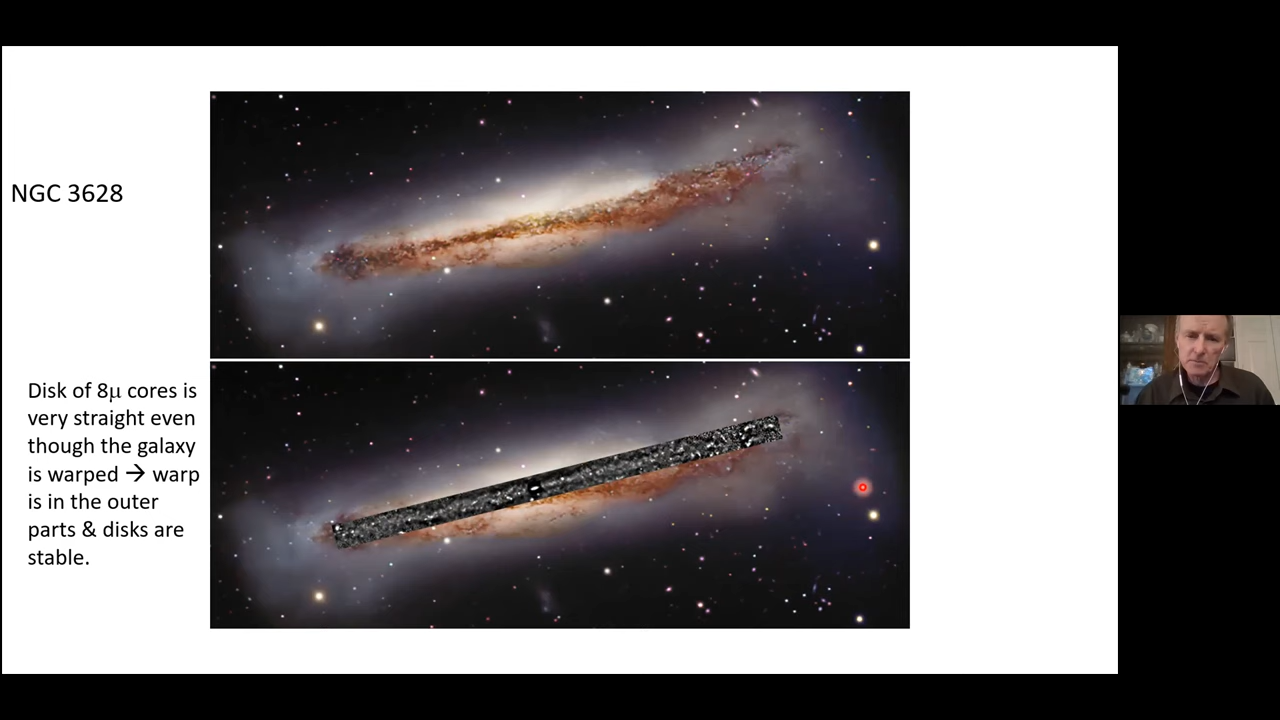 NGC 3628
Disk of 8μ cores is
very straight even
though the galaxy
is warped → warp
is in the outer
parts & disks are
stable.